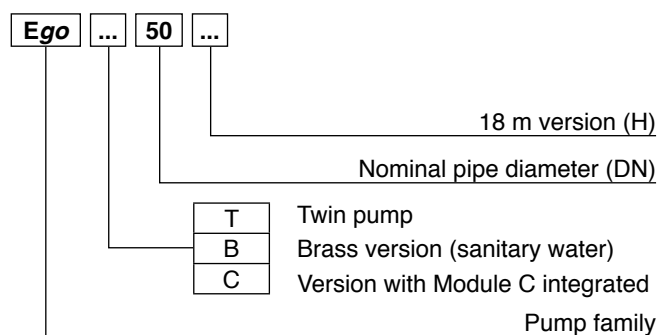 Ego ... 50 ...
18 m version (H)
Nominal pipe diameter (DN)
T Twin pump
B Brass version (sanitary water)
C Version with Module C integrated
Pump family